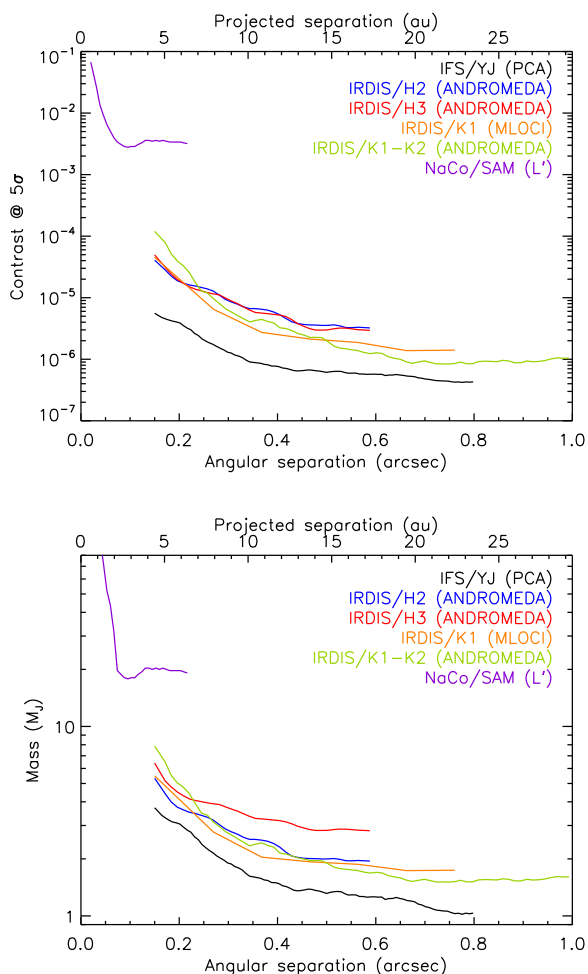 Projected separation (au)
0 5 10 15 20 25
10⁻¹
10⁻²
10⁻³
10⁻⁴
10⁻⁵
10⁻⁶
10⁻⁷
Contrast @ 5σ
IFS/YJ (PCA)
IRDIS/H2 (ANDROMEDA)
IRDIS/H3 (ANDROMEDA)
IRDIS/K1 (MLOCI)
IRDIS/K1−K2 (ANDROMEDA)
NaCo/SAM (L′)
0.0 0.2 0.4 0.6 0.8 1.0
Angular separation (arcsec)
Projected separation (au)
0 5 10 15 20 25
10
1
Mass (M_J)
IFS/YJ (PCA)
IRDIS/H2 (ANDROMEDA)
IRDIS/H3 (ANDROMEDA)
IRDIS/K1 (MLOCI)
IRDIS/K1−K2 (ANDROMEDA)
NaCo/SAM (L′)
0.0 0.2 0.4 0.6 0.8 1.0
Angular separation (arcsec)